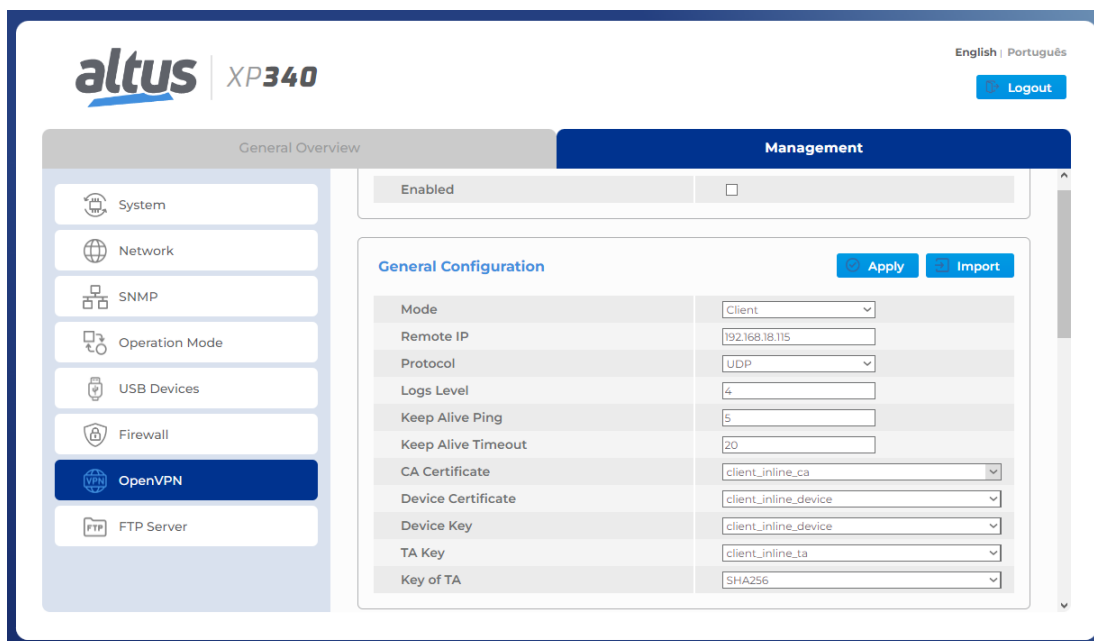 altus XP340
English | Português
Logout
General Overview
Management
System
Network
SNMP
Operation Mode
USB Devices
Firewall
VPN OpenVPN
FTP FTP Server
Enabled
General Configuration Apply Import
Mode Client
Remote IP 192.168.18.115
Protocol UDP
Logs Level 4
Keep Alive Ping 5
Keep Alive Timeout 20
CA Certificate client_inline_ca
Device Certificate client_inline_device
Device Key client_inline_device
TA Key client_inline_ta
Key of TA SHA256